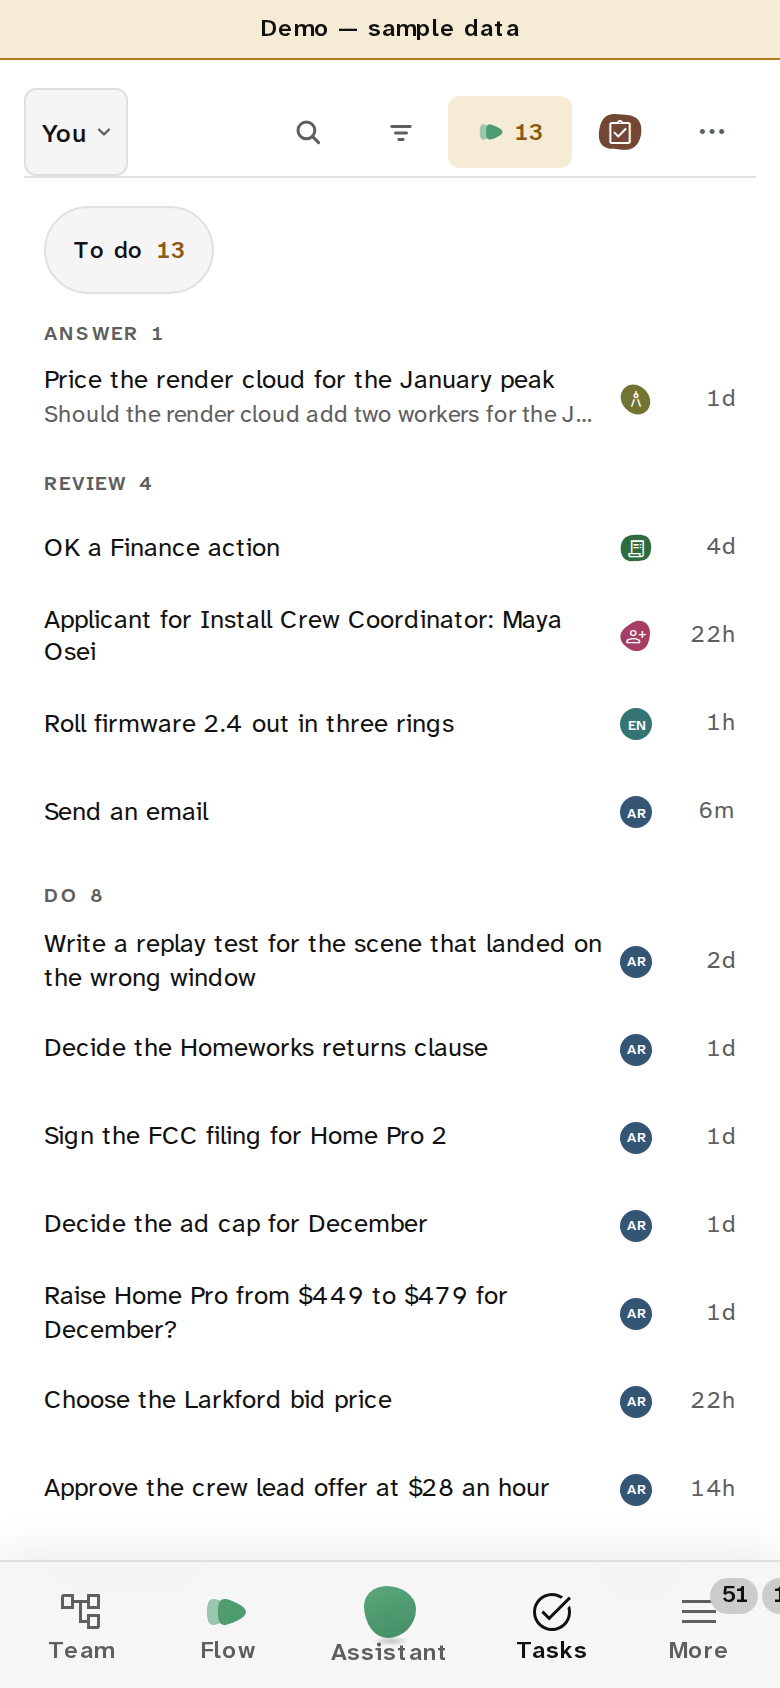 Demo — sample data
You
13
To do 13
ANSWER 1
Price the render cloud for the January peak
Should the render cloud add two workers for the J...
1d
REVIEW 4
OK a Finance action
4d
Applicant for Install Crew Coordinator: Maya
Osei
22h
Roll firmware 2.4 out in three rings
EN
1h
Send an email
AR
6m
DO 8
Write a replay test for the scene that landed on
the wrong window
AR
2d
Decide the Homeworks returns clause
AR
1d
Sign the FCC filing for Home Pro 2
AR
1d
Decide the ad cap for December
AR
1d
Raise Home Pro from $449 to $479 for
December?
AR
1d
Choose the Larkford bid price
AR
22h
Approve the crew lead offer at $28 an hour
AR
14h
51
Team
Flow
Assistant
Tasks
More